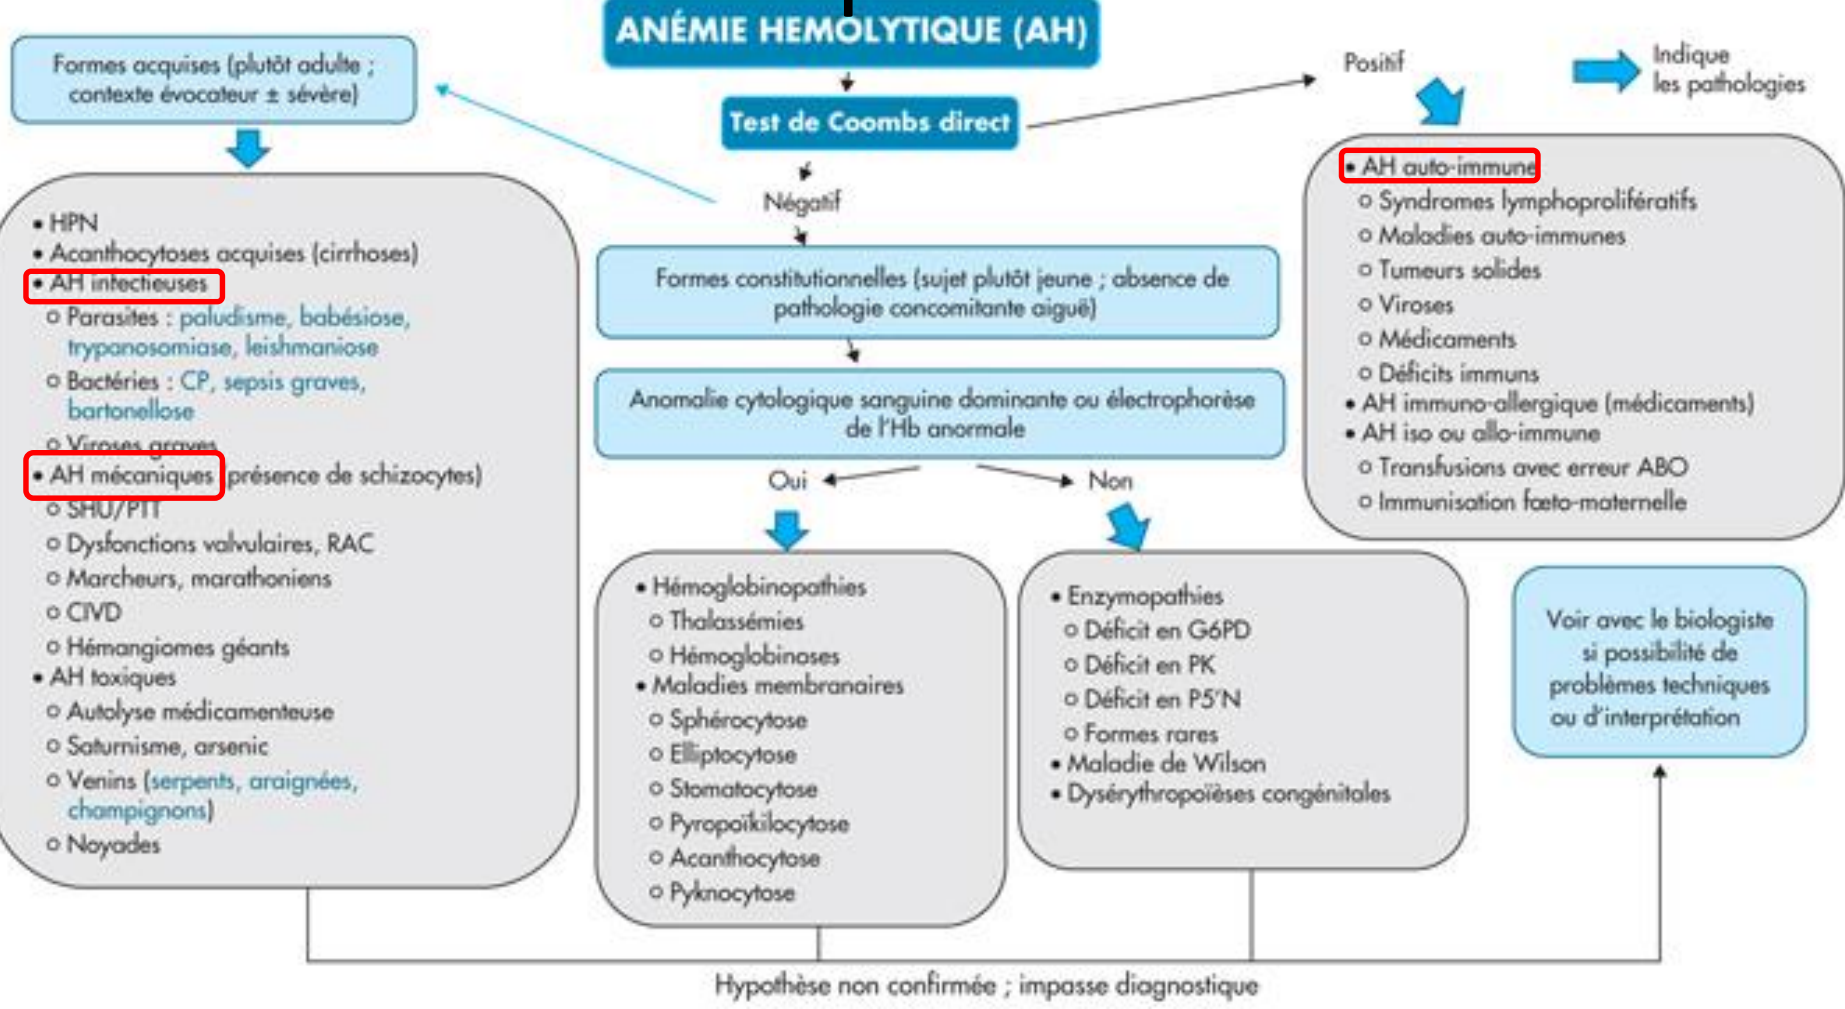 ANÉMIE HEMOLYTIQUE (AH)
Test de Coombs direct
Positif
Indique
les pathologies
Négatif
Formes acquises (plutôt adulte ;
contexte évocateur ± sévère)
• HPN
• Acanthocytoses acquises (cirrhoses)
• AH infectieuses
o Parasites : paludisme, babésiose,
trypanosomiase, leishmaniose
o Bactéries : CP, sepsis graves,
bartonellose
o Viroses graves
• AH mécaniques (présence de schizocytes)
o SHU/PTT
o Dysfonctions valvulaires, RAC
o Marcheurs, marathoniens
o CIVD
o Hémangiomes géants
• AH toxiques
o Autolyse médicamenteuse
o Saturnisme, arsenic
o Venins (serpents, araignées,
champignons)
o Noyades
Formes constitutionnelles (sujet plutôt jeune ; absence de
pathologie concomitante aiguë)
Anomalie cytologique sanguine dominante ou électrophorèse
de l'Hb anormale
Oui
Non
• Hémoglobinopathies
o Thalassémies
o Hémoglobinoses
• Maladies membranaires
o Sphérocytose
o Elliptocytose
o Stomatocytose
o Pyropoïkilocytose
o Acanthocytose
o Pyknocytose
• Enzymopathies
o Déficit en G6PD
o Déficit en PK
o Déficit en P5'N
o Formes rares
• Maladie de Wilson
• Dysérythropoïèses congénitales
• AH auto-immune
o Syndromes lymphoprolifératifs
o Maladies auto-immunes
o Tumeurs solides
o Viroses
o Médicaments
o Déficits immuns
• AH immuno-allergique (médicaments)
• AH iso ou allo-immune
o Transfusions avec erreur ABO
o Immunisation fœto-maternelle
Voir avec le biologiste
si possibilité de
problèmes techniques
ou d'interprétation
Hypothèse non confirmée ; impasse diagnostique